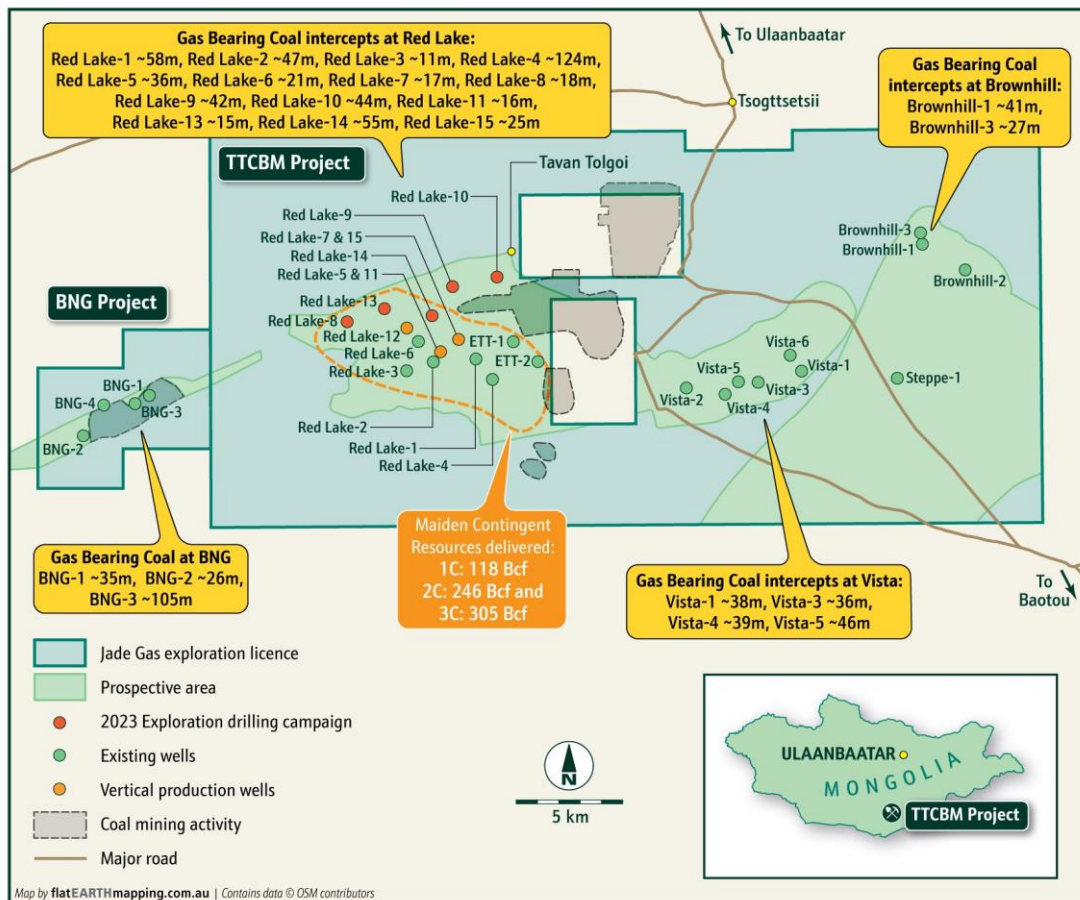 Gas Bearing Coal intercepts at Red Lake:
Red Lake-1 ~58m, Red Lake-2 ~47m, Red Lake-3 ~11m, Red Lake-4 ~124m,
Red Lake-5 ~36m, Red Lake-6 ~21m, Red Lake-7 ~17m, Red Lake-8 ~18m,
Red Lake-9 ~42m, Red Lake-10 ~44m, Red Lake-11 ~16m,
Red Lake-13 ~15m, Red Lake-14 ~55m, Red Lake-15 ~25m
To Ulaanbaatar
Tsogttsetsii
Gas Bearing Coal
intercepts at Brownhill:
Brownhill-1 ~41m,
Brownhill-3 ~27m
TTCBM Project
Tavan Tolgoi
Red Lake-10
Red Lake-9
Red Lake-7 & 15
Red Lake-14
Red Lake-5 & 11
Brownhill-3
Brownhill-1
Brownhill-2
BNG Project
Red Lake-13
Red Lake-8
Red Lake-12
Red Lake-6
Red Lake-3
ETT-1
ETT-2
Vista-6
Vista-1
Vista-5
Vista-3
Vista-2
Vista-4
Steppe-1
BNG-1
BNG-4
BNG-3
BNG-2
Red Lake-2
Red Lake-1
Red Lake-4
Maiden Contingent
Resources delivered:
1C: 118 Bcf
2C: 246 Bcf and
3C: 305 Bcf
Gas Bearing Coal at BNG
BNG-1 ~35m, BNG-2 ~26m,
BNG-3 ~105m
Gas Bearing Coal intercepts at Vista:
Vista-1 ~38m, Vista-3 ~36m,
Vista-4 ~39m, Vista-5 ~46m
To
Baotou
Jade Gas exploration licence
Prospective area
2023 Exploration drilling campaign
Existing wells
Vertical production wells
Coal mining activity
Major road
N
5 km
ULAANBAATAR
MONGOLIA
TTCBM Project
Map by flatEARTHmapping.com.au | Contains data © OSM contributors